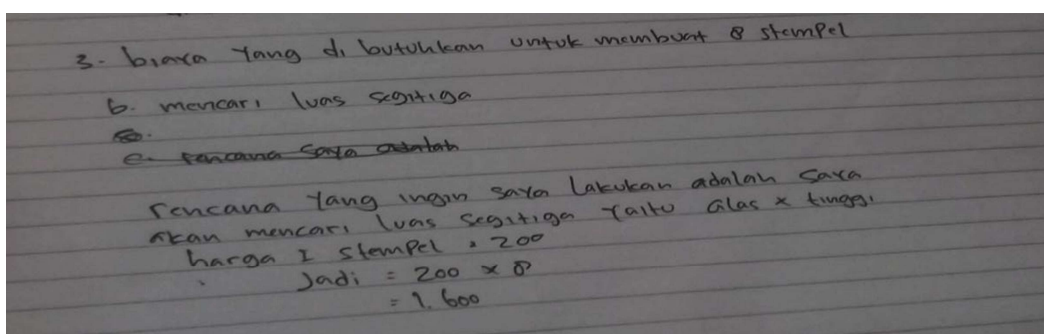 3. biaya yang di butuhkan untuk membuat 8 stempel
b. mencari luas segitiga
c. rencana saya adalah
rencana yang ingin saya lakukan adalah saya
akan mencari luas segitiga yaitu alas x tinggi
harga 1 stempel = 200
Jadi = 200 x 8
= 1.600